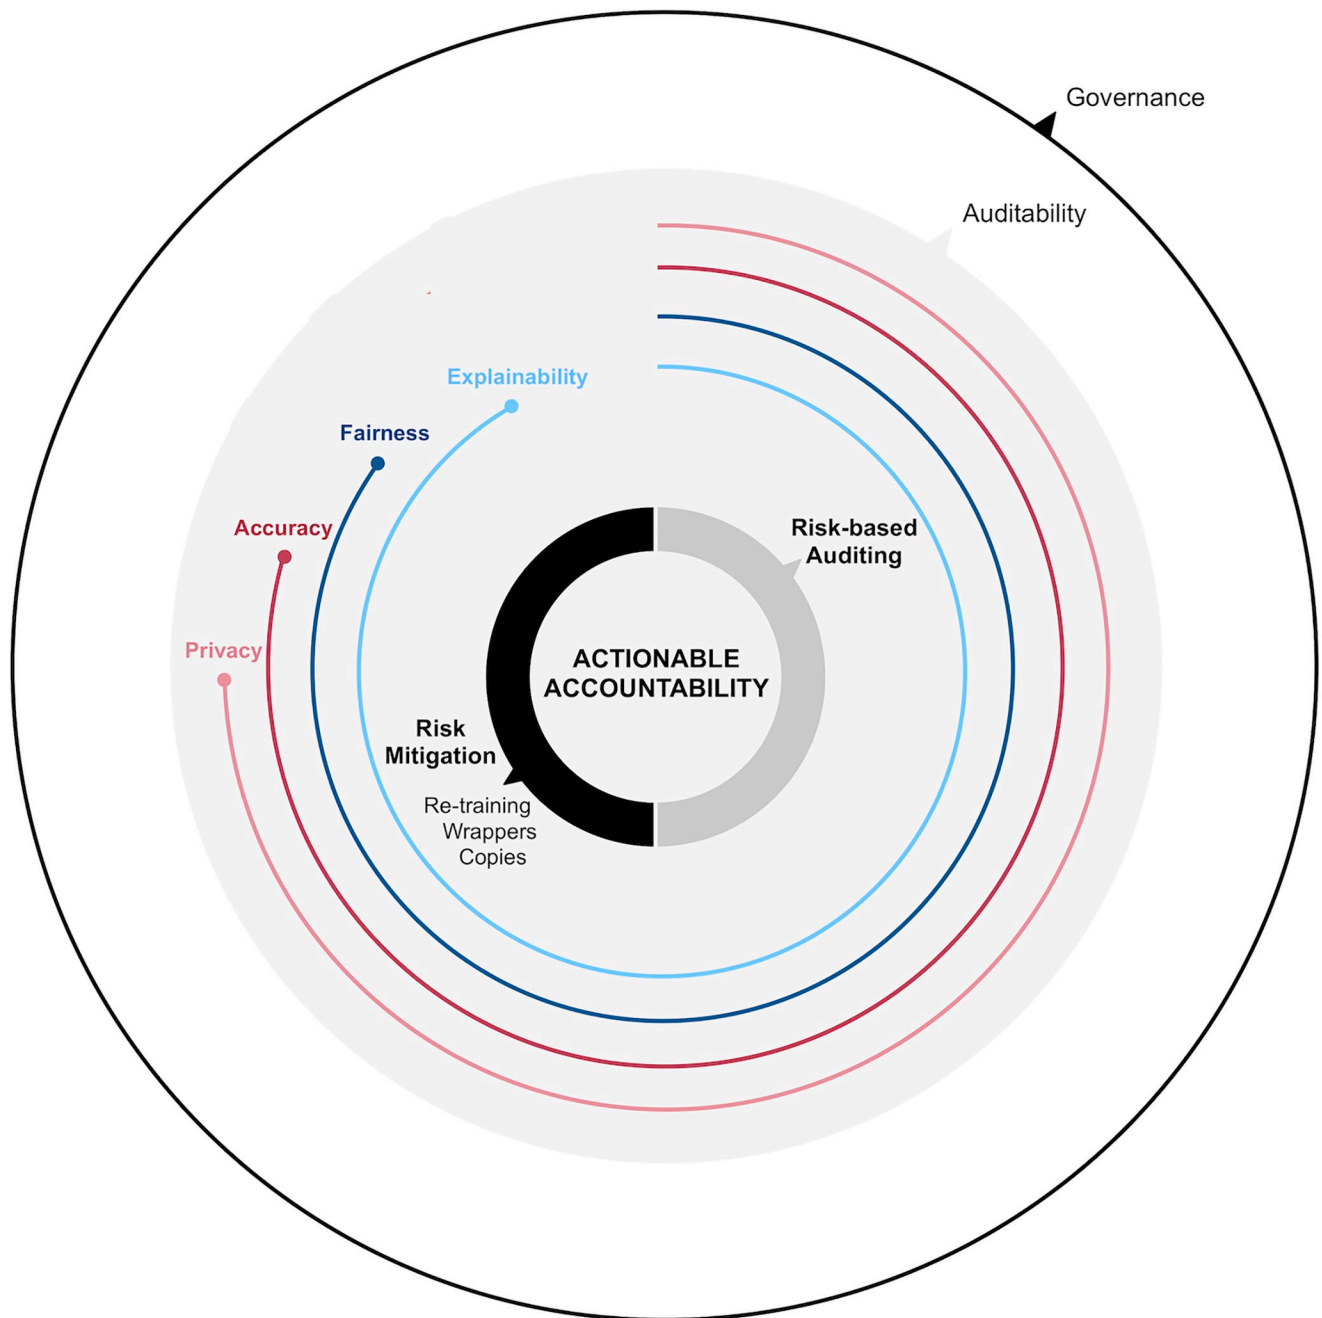 Governance
Auditability
Explainability
Fairness
Accuracy
Risk-based
Auditing
Privacy
ACTIONABLE
ACCOUNTABILITY
Risk
Mitigation
Re-training
Wrappers
Copies